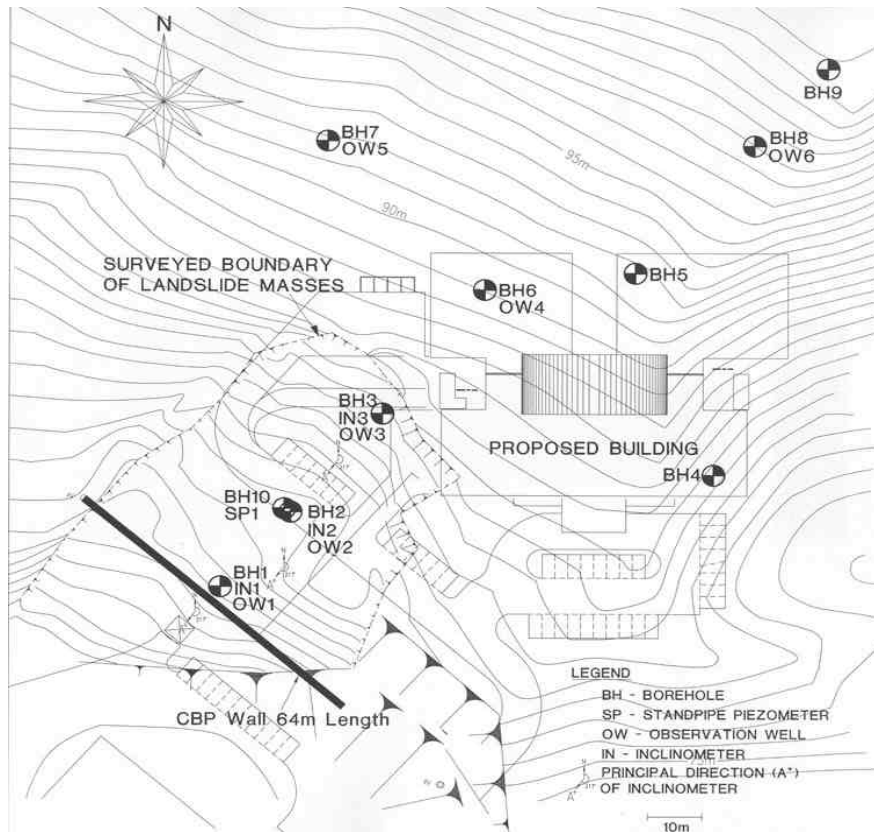 N
BH9
BH7
OW5
BH8
OW6
95m
90m
SURVEYED BOUNDARY
OF LANDSLIDE MASSES
BH6
OW4
BH5
BH3
IN3
OW3
PROPOSED BUILDING
BH4
BH10
SP1
BH2
IN2
OW2
BH1
IN1
OW1
CBP Wall 64m Length
LEGEND
BH - BOREHOLE
SP - STANDPIPE PIEZOMETER
OW - OBSERVATION WELL
IN - INCLINOMETER
PRINCIPAL DIRECTION (A⁺)
OF INCLINOMETER
10m